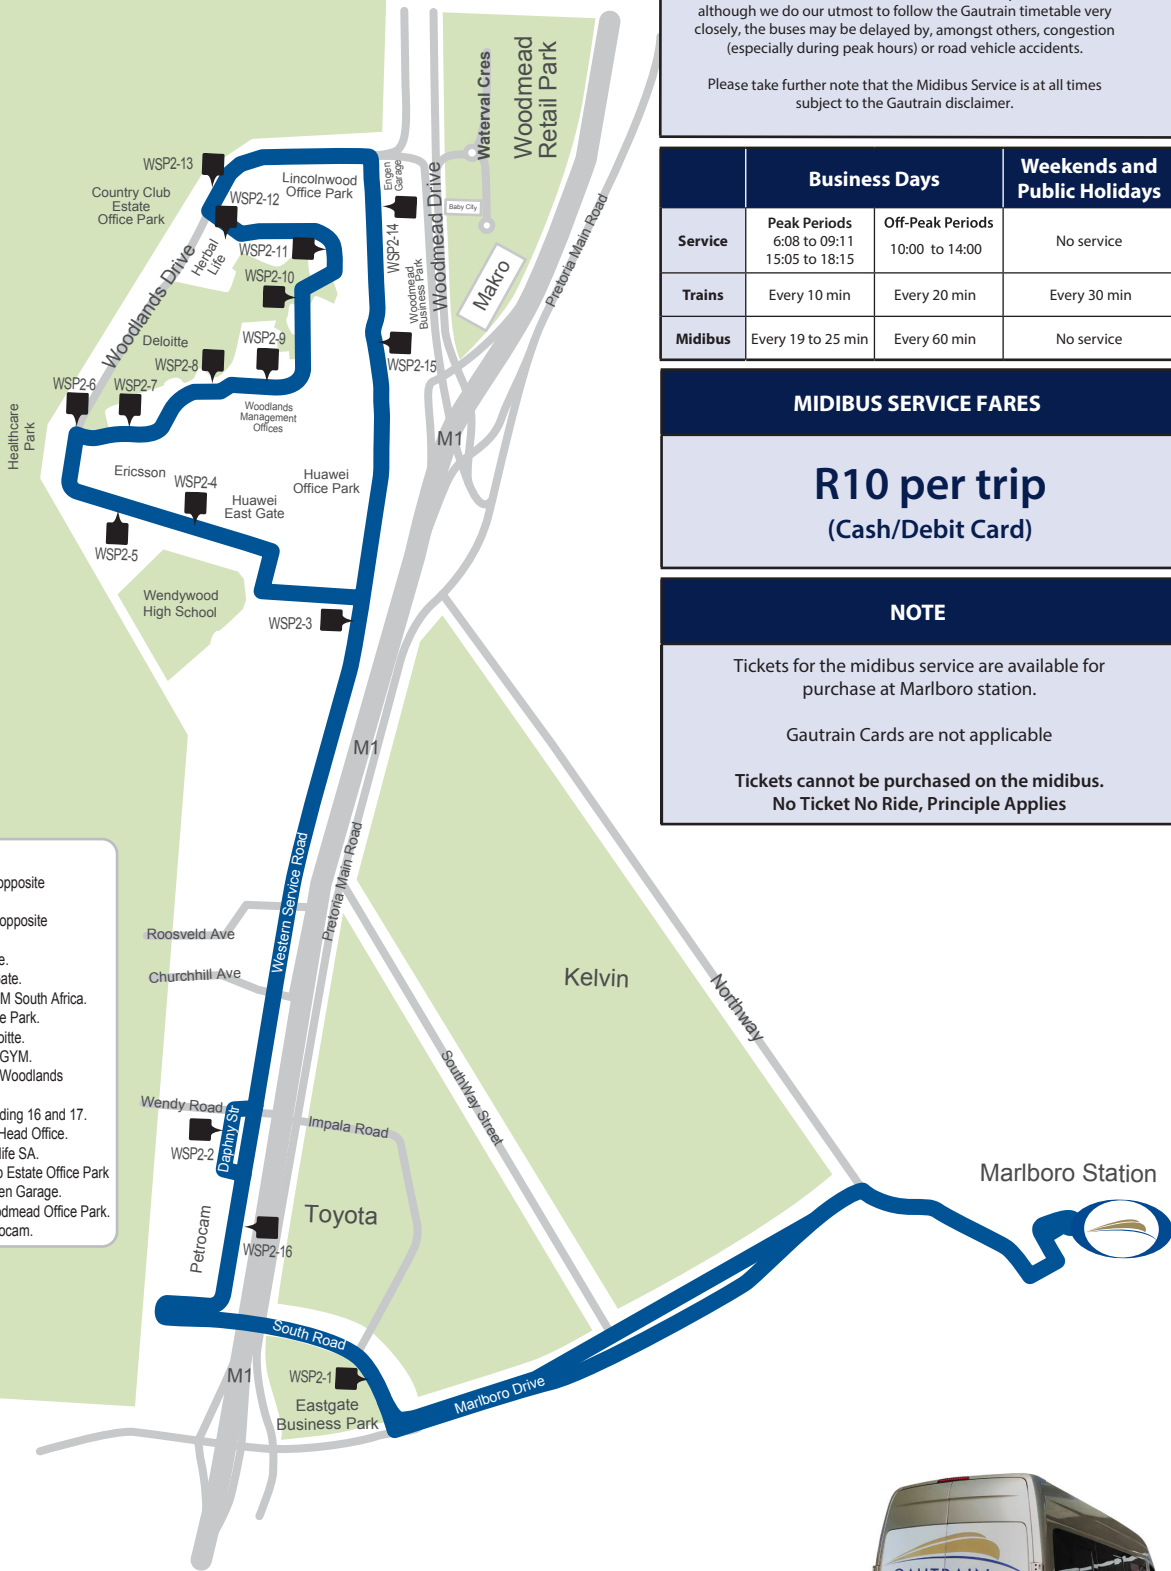 although we do our utmost to follow the Gautrain timetable very
closely, the buses may be delayed by, amongst others, congestion
(especially during peak hours) or road vehicle accidents.
Please take further note that the Midibus Service is at all times
subject to the Gautrain disclaimer.
Business Days
Weekends and
Public Holidays
Service
Peak Periods
6:08 to 09:11
15:05 to 18:15
Off-Peak Periods
10:00 to 14:00
No service
Trains
Every 10 min
Every 20 min
Every 30 min
Midibus
Every 19 to 25 min
Every 60 min
No service
MIDIBUS SERVICE FARES
R10 per trip
(Cash/Debit Card)
NOTE
Tickets for the midibus service are available for
purchase at Marlboro station.
Gautrain Cards are not applicable
Tickets cannot be purchased on the midibus.
No Ticket No Ride, Principle Applies
Woodmead
Retail Park
Waterval Cres
WSP2-13
Country Club
Estate
Office Park
WSP2-12
Lincolnwood
Office Park
Engen
Garage
Baby City
Woodmead Drive
Pretoria Main Road
Makro
WSP2-14
Woodmead
Business Park
WSP2-11
Herbal
Life
WSP2-10
Woodlands Drive
Deloitte
WSP2-9
WSP2-8
WSP2-15
WSP2-6
WSP2-7
Woodlands
Management
Offices
Healthcare
Park
M1
Ericsson
WSP2-4
Huawei
Office Park
Huawei
East Gate
WSP2-5
Wendywood
High School
WSP2-3
M1
Western Service Road
Pretoria Main Road
Roosveld Ave
Churchhill Ave
Kelvin
Northway
SouthWay Street
Wendy Road
Daphny Str
Impala Road
WSP2-2
Petrocam
Toyota
WSP2-16
Marlboro Station
South Road
M1
WSP2-1
Eastgate
Business Park
Marlboro Drive
opposite
opposite
e.
ate.
M South Africa.
e Park.
oitte.
GYM.
Woodlands
ding 16 and 17.
Head Office.
life SA.
o Estate Office Park
en Garage.
odmead Office Park.
ocam.